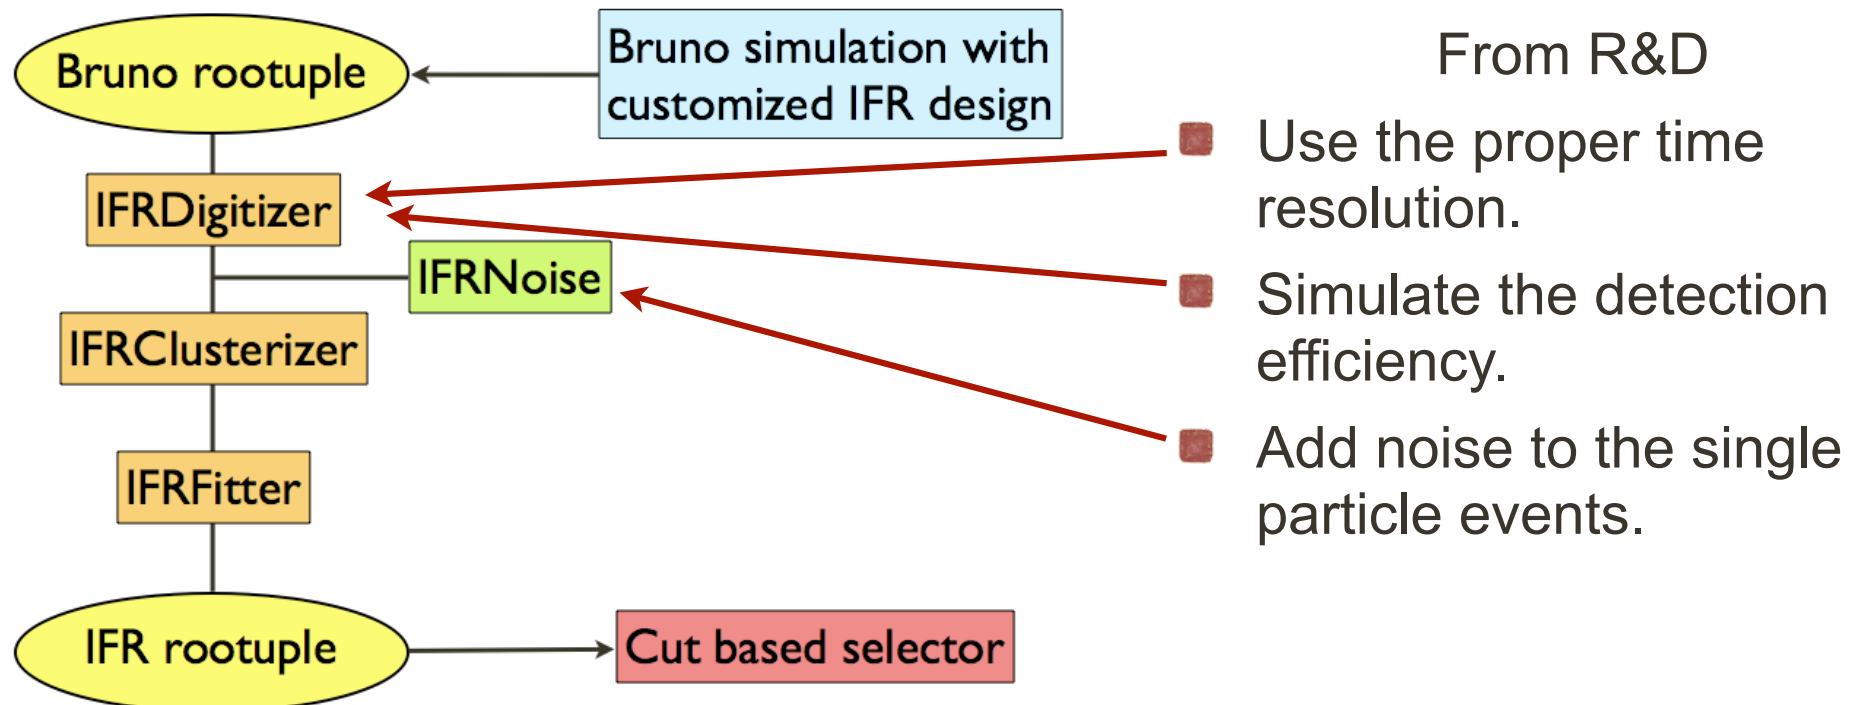 Bruno rootuple
Bruno simulation with
customized IFR design
IFRDigitizer
IFRNoise
IFRClusterizer
IFRFitter
IFR rootuple
Cut based selector
From R&D
Use the proper time
resolution.
Simulate the detection
efficiency.
Add noise to the single
particle events.